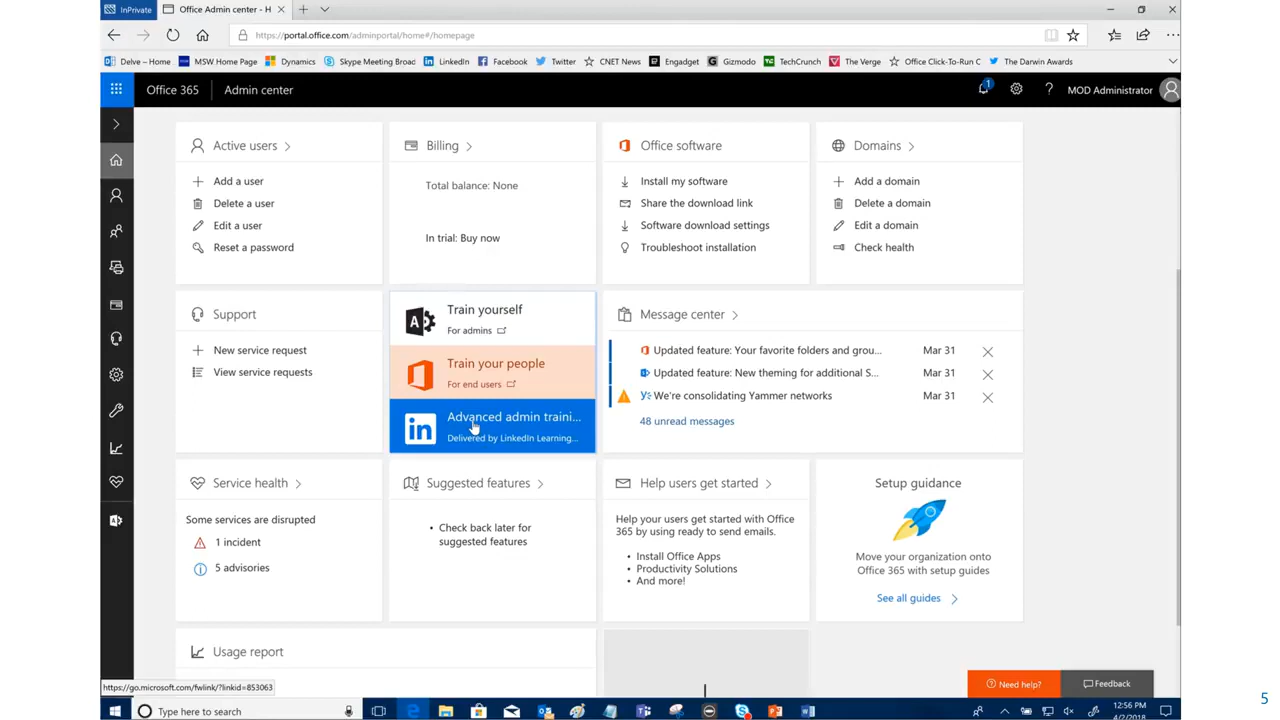 InPrivate
Office Admin center - H
https://portal.office.com/adminportal/home#/homepage
Delve – Home MSW Home Page Dynamics Skype Meeting Broad LinkedIn Facebook Twitter CNET News Engadget Gizmodo TechCrunch The Verge Office Click-To-Run C The Darwin Awards
Office 365 Admin center 1 MOD Administrator
Active users
Add a user
Delete a user
Edit a user
Reset a password
Billing
Total balance: None
In trial: Buy now
Office software
Install my software
Share the download link
Software download settings
Troubleshoot installation
Domains
Add a domain
Delete a domain
Edit a domain
Check health
Support
New service request
View service requests
Train yourself
For admins
Train your people
For end users
Advanced admin traini...
Delivered by LinkedIn Learning...
Message center
Updated feature: Your favorite folders and grou... Mar 31
Updated feature: New theming for additional S... Mar 31
We're consolidating Yammer networks Mar 31
48 unread messages
Service health
Some services are disrupted
1 incident
5 advisories
Suggested features
• Check back later for
suggested features
Help users get started
Help your users get started with Office
365 by using ready to send emails.
• Install Office Apps
• Productivity Solutions
• And more!
Setup guidance
Move your organization onto
Office 365 with setup guides
See all guides
Usage report
https://go.microsoft.com/fwlink/?linkid=853063
Need help?
Feedback
Type here to search
12:56 PM
4/2/2018
5